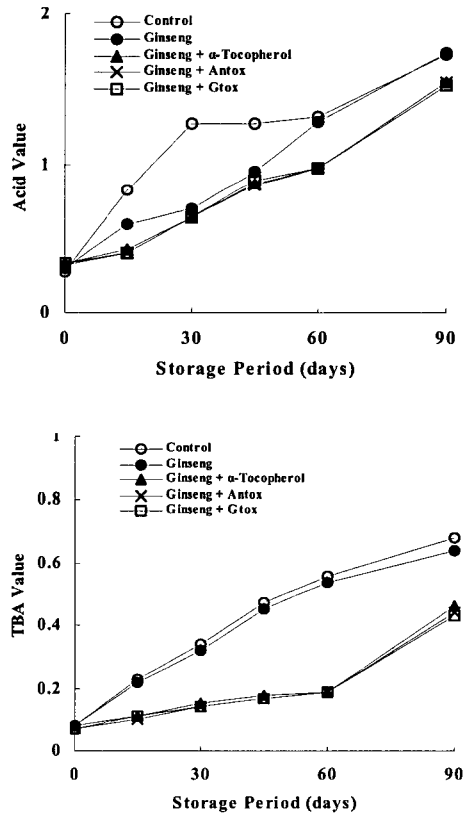 2
Control
Ginseng
Ginseng + α-Tocopherol
Ginseng + Antox
Ginseng + Gtox
1
Acid Value
0
0 30 60 90
Storage Period (days)
1
Control
Ginseng
Ginseng + α-Tocopherol
Ginseng + Antox
Ginseng + Gtox
0.8
0.6
TBA Value
0.4
0.2
0
0 30 60 90
Storage Period (days)